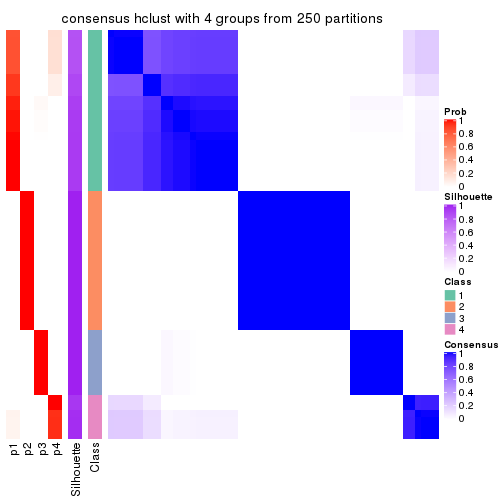 consensus hclust with 4 groups from 250 partitions
Prob
1
0.8
0.6
0.4
0.2
0
Silhouette
1
0.8
0.6
0.4
0.2
0
Class
1
2
3
4
Consensus
1
0.8
0.6
0.4
0.2
0
p1
p2
p3
p4
Silhouette
Class